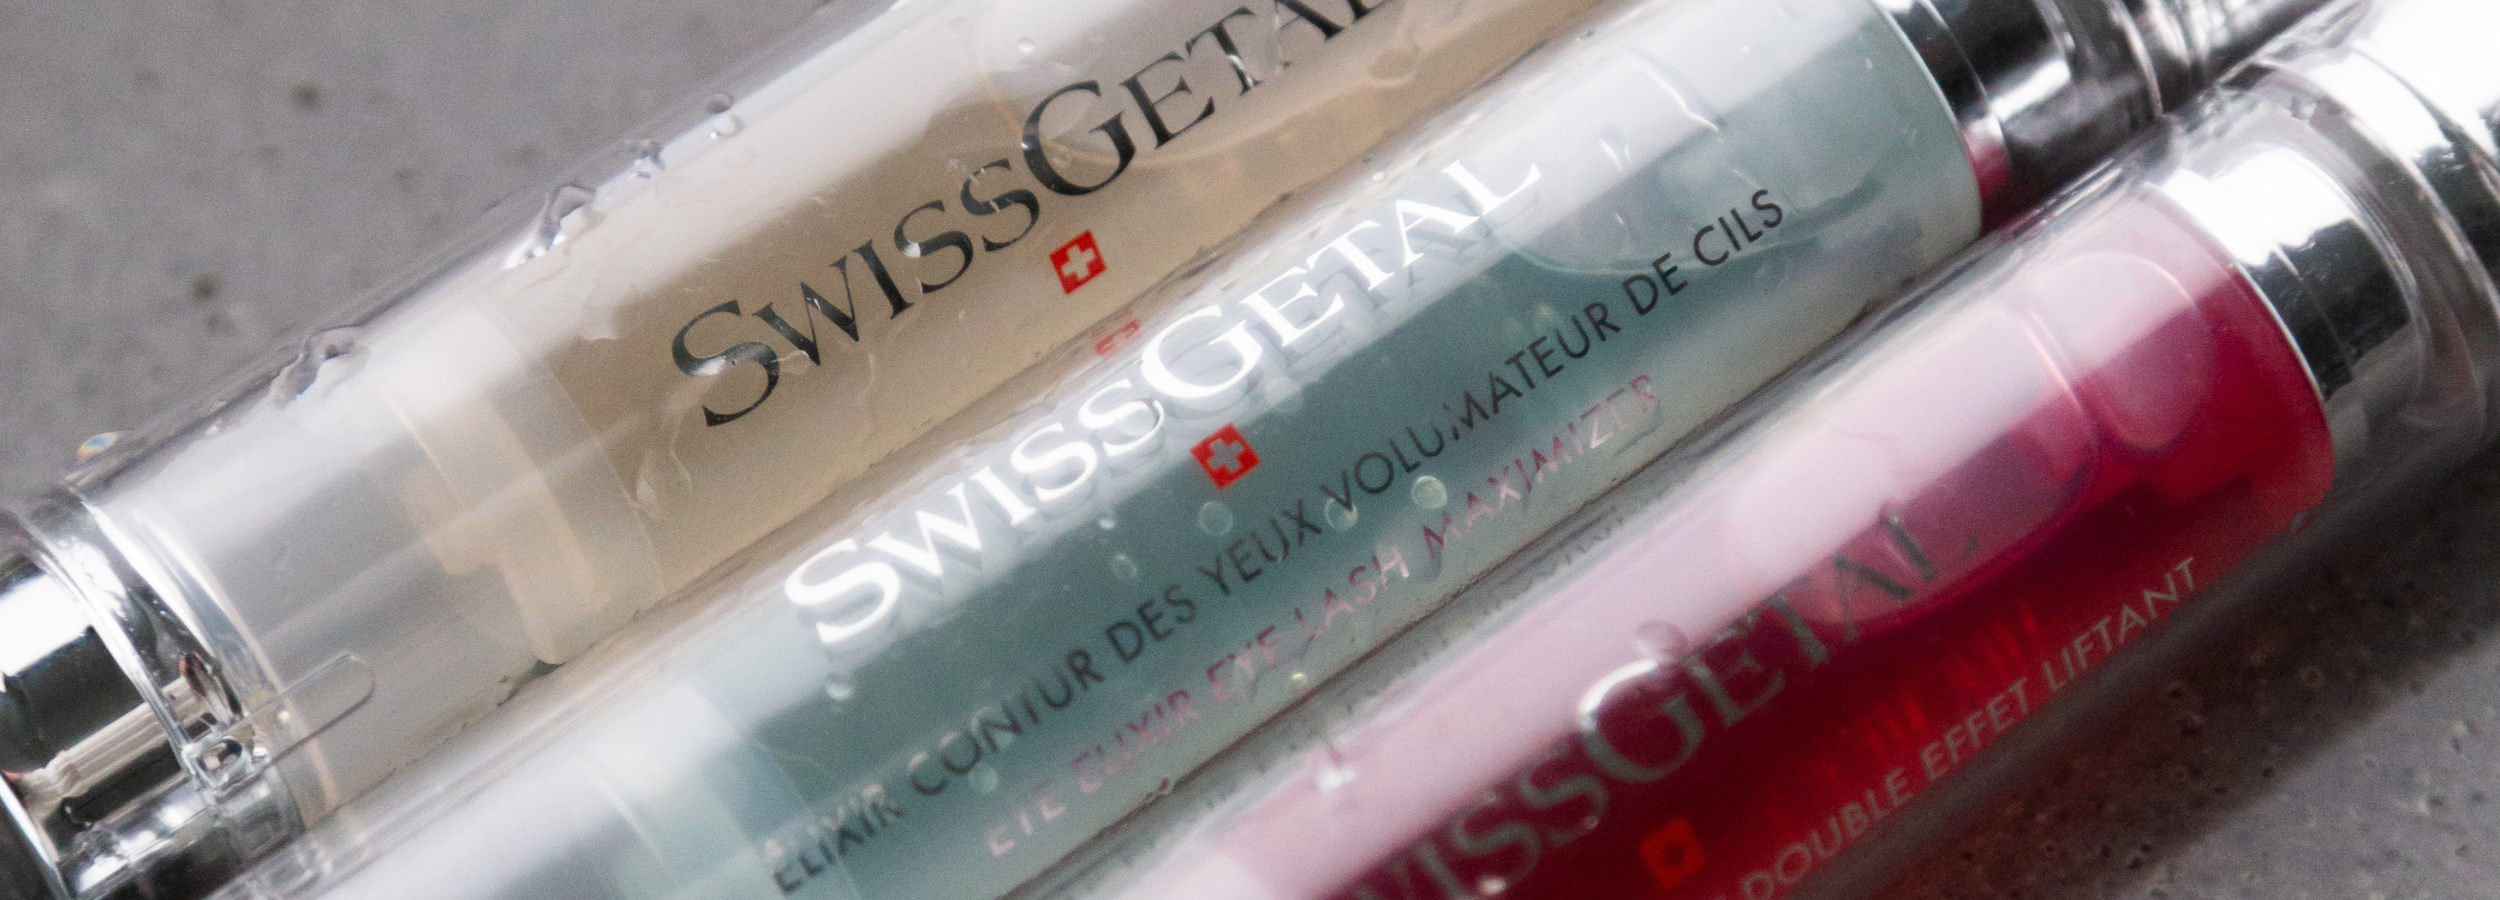 SWISSGETAL
SWISSGETAL
ELIXIR CONTUR DES YEUX VOLUMATEUR DE CILS
EYE ELIXIR EYE LASH MAXIMIZER
SWISSGETAL
DOUBLE EFFET LIFTANT